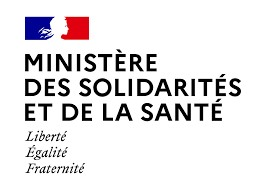 MINISTÈRE
DES SOLIDARITÉS
ET DE LA SANTÉ
Liberté
Égalité
Fraternité